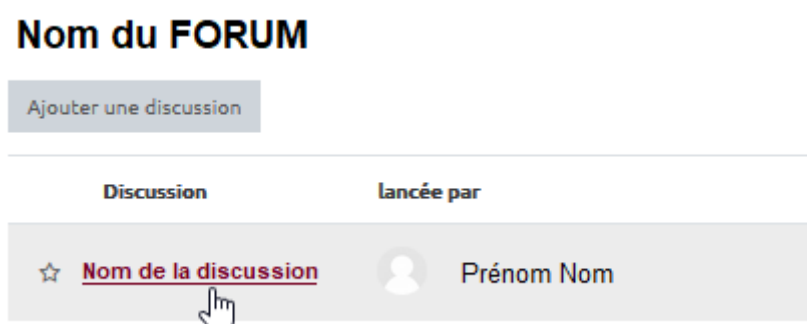 Nom du FORUM
Ajouter une discussion
Discussion lancée par
Nom de la discussion Prénom Nom